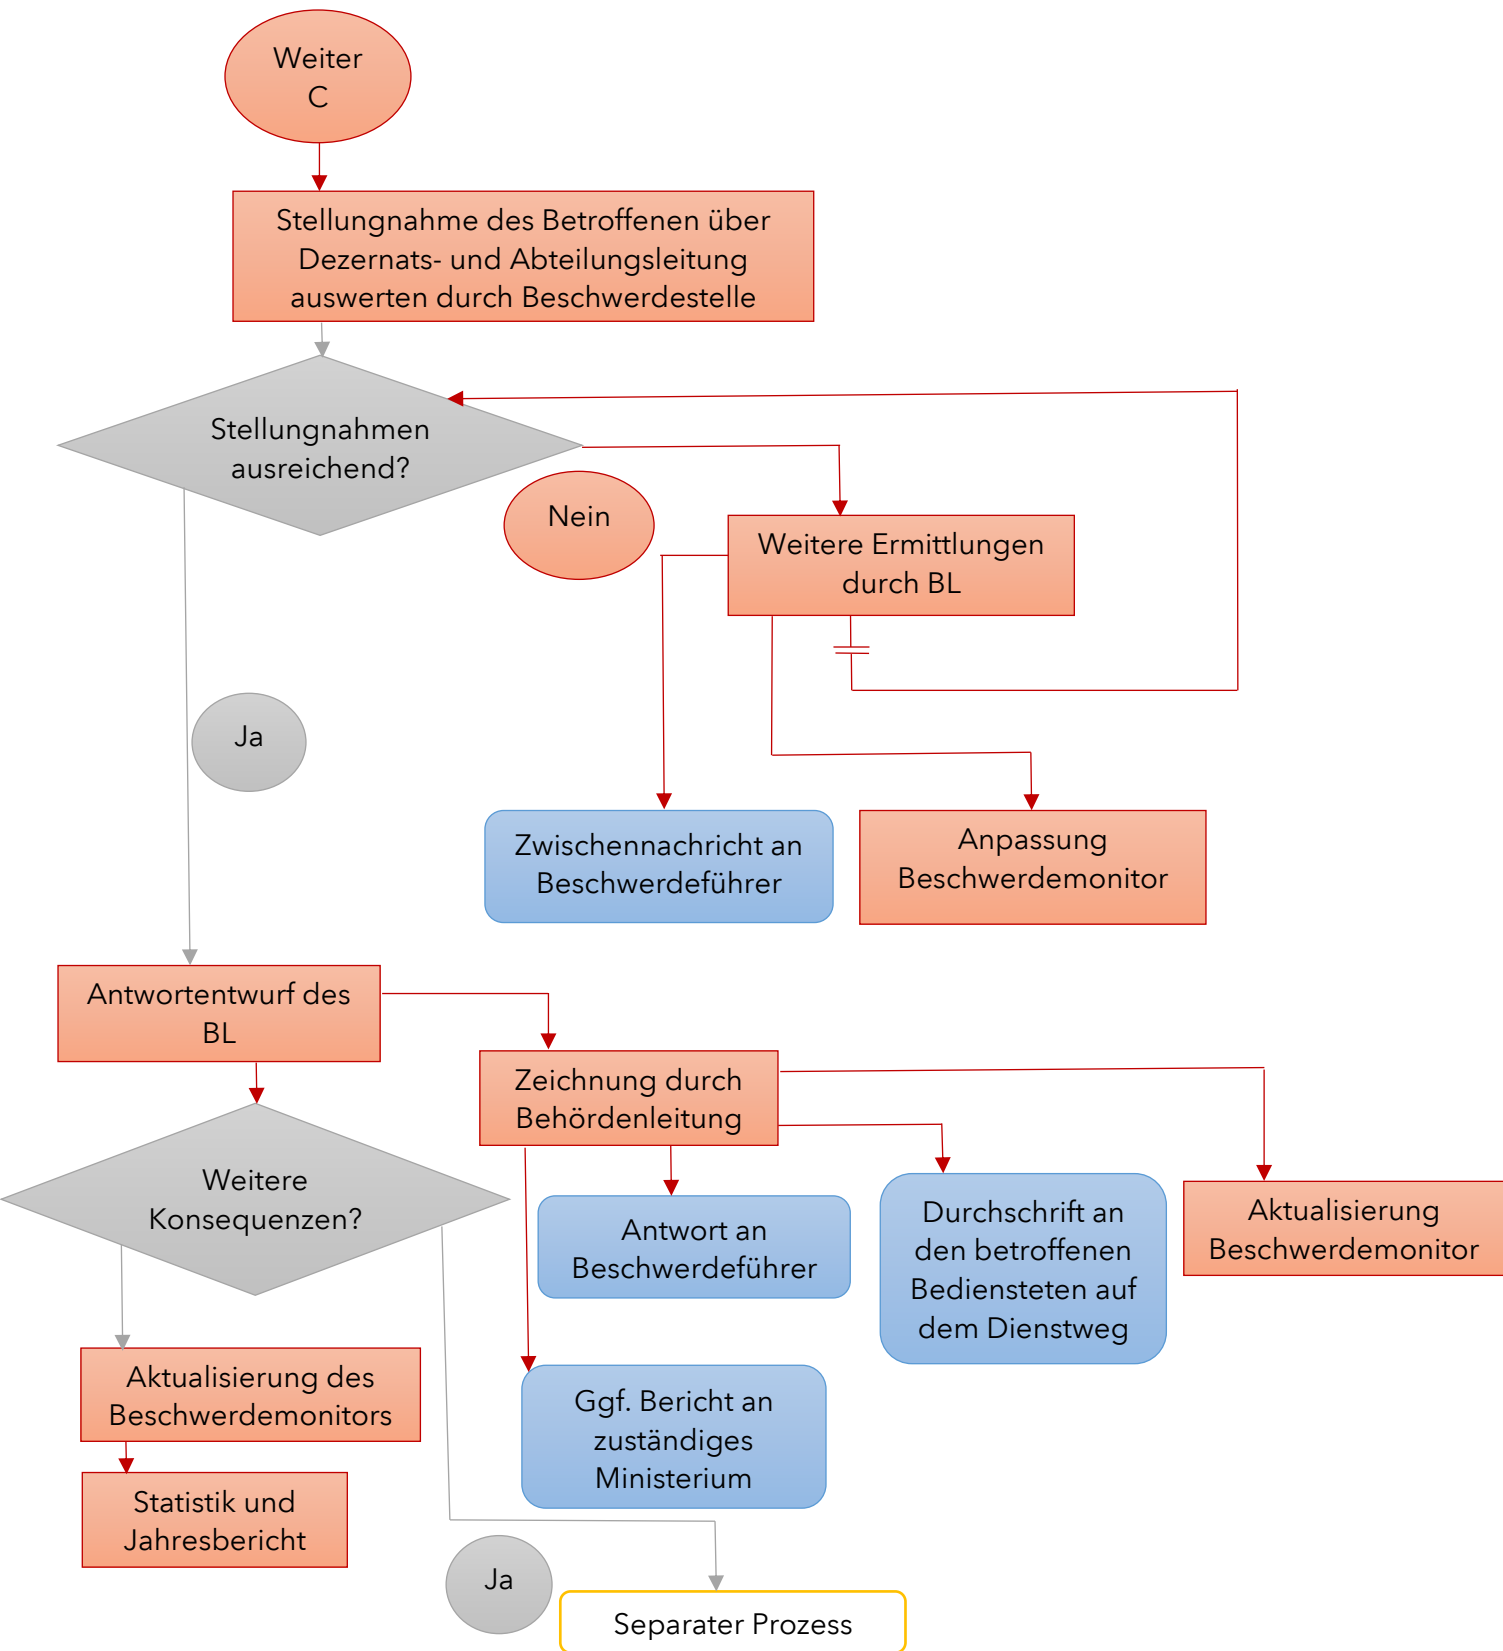 Weiter
C
Stellungnahme des Betroffenen über
Dezernats- und Abteilungsleitung
auswerten durch Beschwerdestelle
Stellungnahmen
ausreichend?
Nein
Weitere Ermittlungen
durch BL
Ja
Zwischennachricht an
Beschwerdeführer
Anpassung
Beschwerdemonitor
Antwortentwurf des
BL
Zeichnung durch
Behördenleitung
Weitere
Konsequenzen?
Antwort an
Beschwerdeführer
Durchschrift an
den betroffenen
Bediensteten auf
dem Dienstweg
Aktualisierung
Beschwerdemonitor
Aktualisierung des
Beschwerdemonitors
Ggf. Bericht an
zuständiges
Ministerium
Statistik und
Jahresbericht
Ja
Separater Prozess